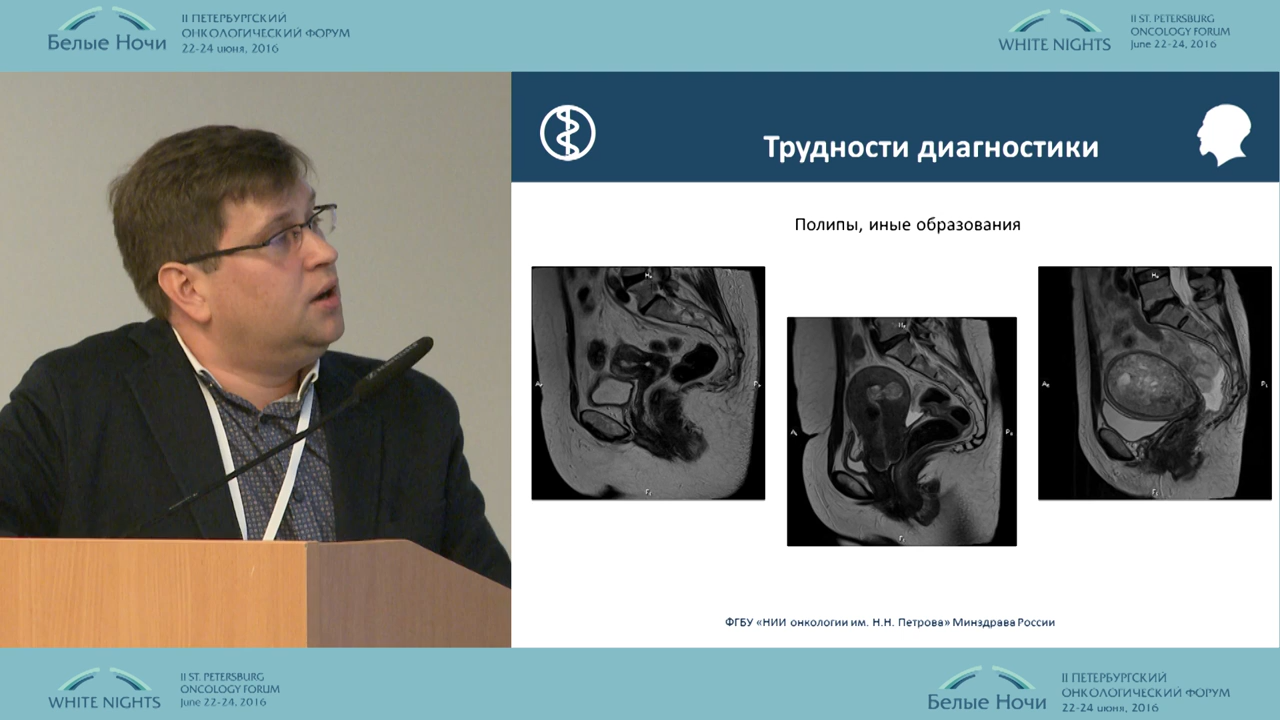 Белые Ночи
II ПЕТЕРБУРГСКИЙ
ОНКОЛОГИЧЕСКИЙ ФОРУМ
22-24 июня, 2016
WHITE NIGHTS
II ST. PETERSBURG
ONCOLOGY FORUM
June 22-24, 2016
Трудности диагностики
Полипы, иные образования
ФГБУ «НИИ онкологии им. Н.Н. Петрова» Минздрава России
WHITE NIGHTS
II ST. PETERSBURG
ONCOLOGY FORUM
June 22-24, 2016
Белые Ночи
II ПЕТЕРБУРГСКИЙ
ОНКОЛОГИЧЕСКИЙ ФОРУМ
22-24 июня, 2016